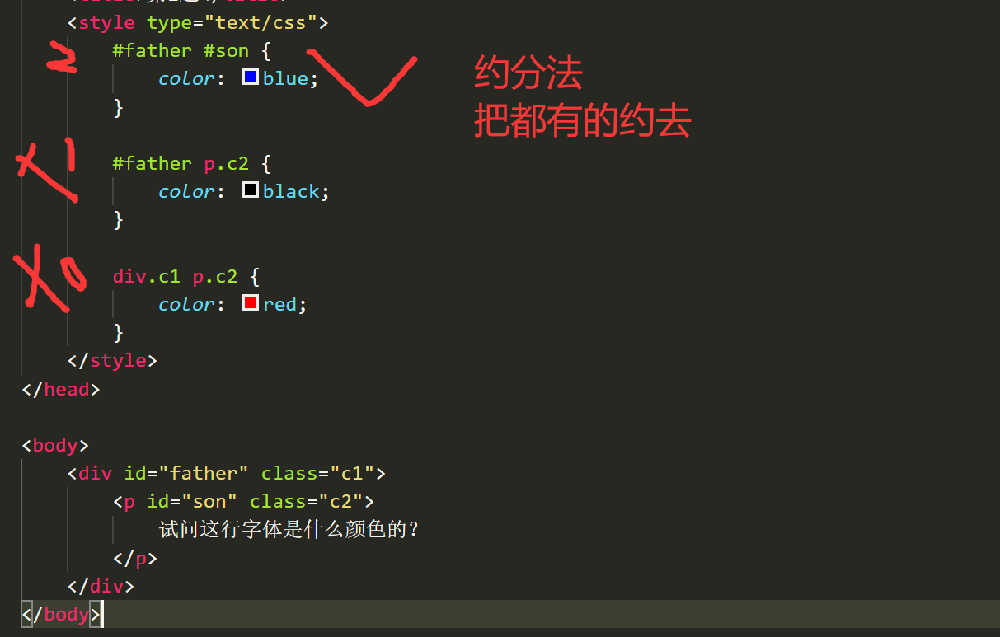 <style type="text/css">
2 #father #son {
color: blue;
}
约分法
把都有的约去
1 #father p.c2 {
color: black;
}
0 div.c1 p.c2 {
color: red;
}
</style>
</head>
<body>
<div id="father" class="c1">
<p id="son" class="c2">
试问这行字体是什么颜色的?
</p>
</div>
</body>